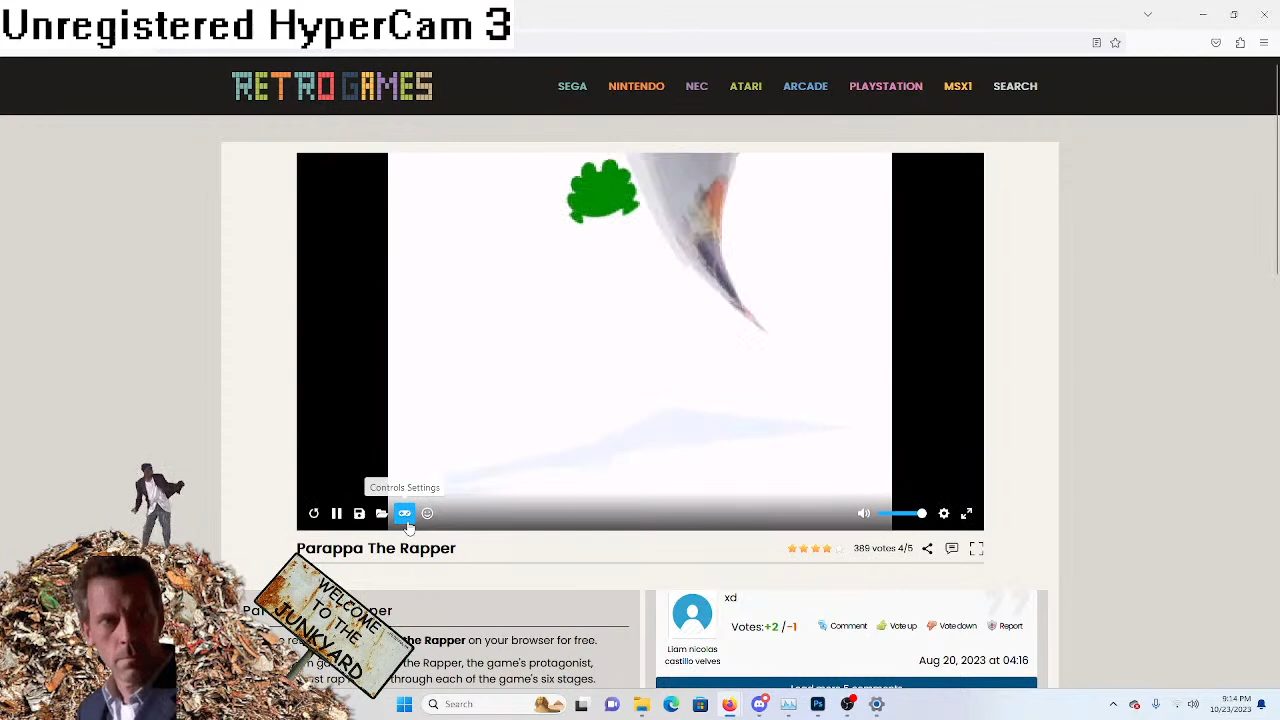 Unregistered HyperCam 3
RETRO GAMES
SEGA NINTENDO NEC ATARI ARCADE PLAYSTATION MSX1 SEARCH
Controls Settings
Parappa The Rapper
389 votes 4/5
xd
Votes:+2 /-1 Comment Vote up Vote down Report
Liam nicolas
castillo velves
Aug 20, 2023 at 04:16
the Rapper on your browser for free.
the Rapper, the game's protagonist,
through each of the game's six stages.
WELCOME
TO THE
JUNKYARD
Search
9:14 PM
10/24/2023